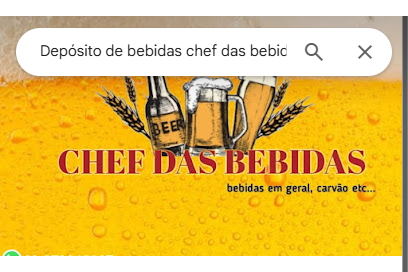 Depósito de bebidas chef das bebid
BEER
CHEF DAS BEBIDAS
bebidas em geral, carvão etc...